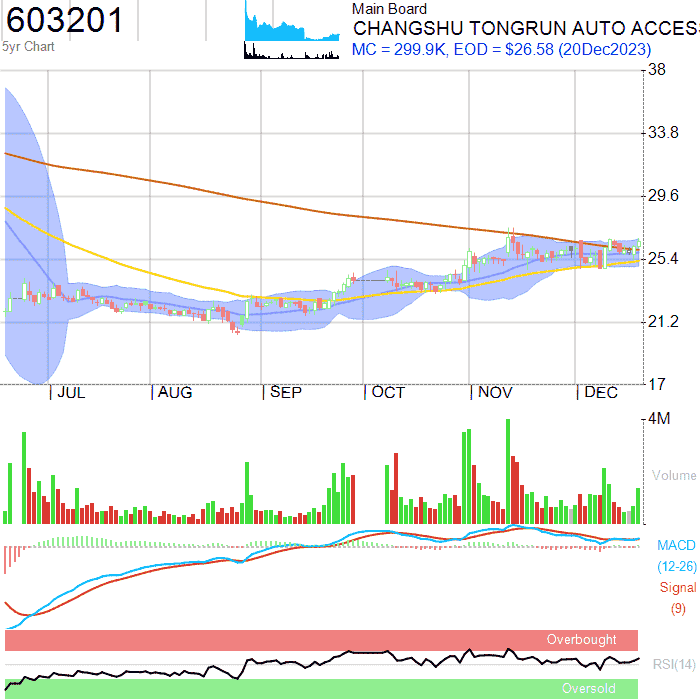 603201
5yr Chart
Main Board
CHANGSHU TONGRUN AUTO ACCES
MC = 299.9K, EOD = $26.58 (20Dec2023)
38
33.8
29.6
25.4
21.2
17
JUL
AUG
SEP
OCT
NOV
DEC
4M
Volume
MACD
(12-26)
Signal
(9)
Overbought
RSI(14)
Oversold